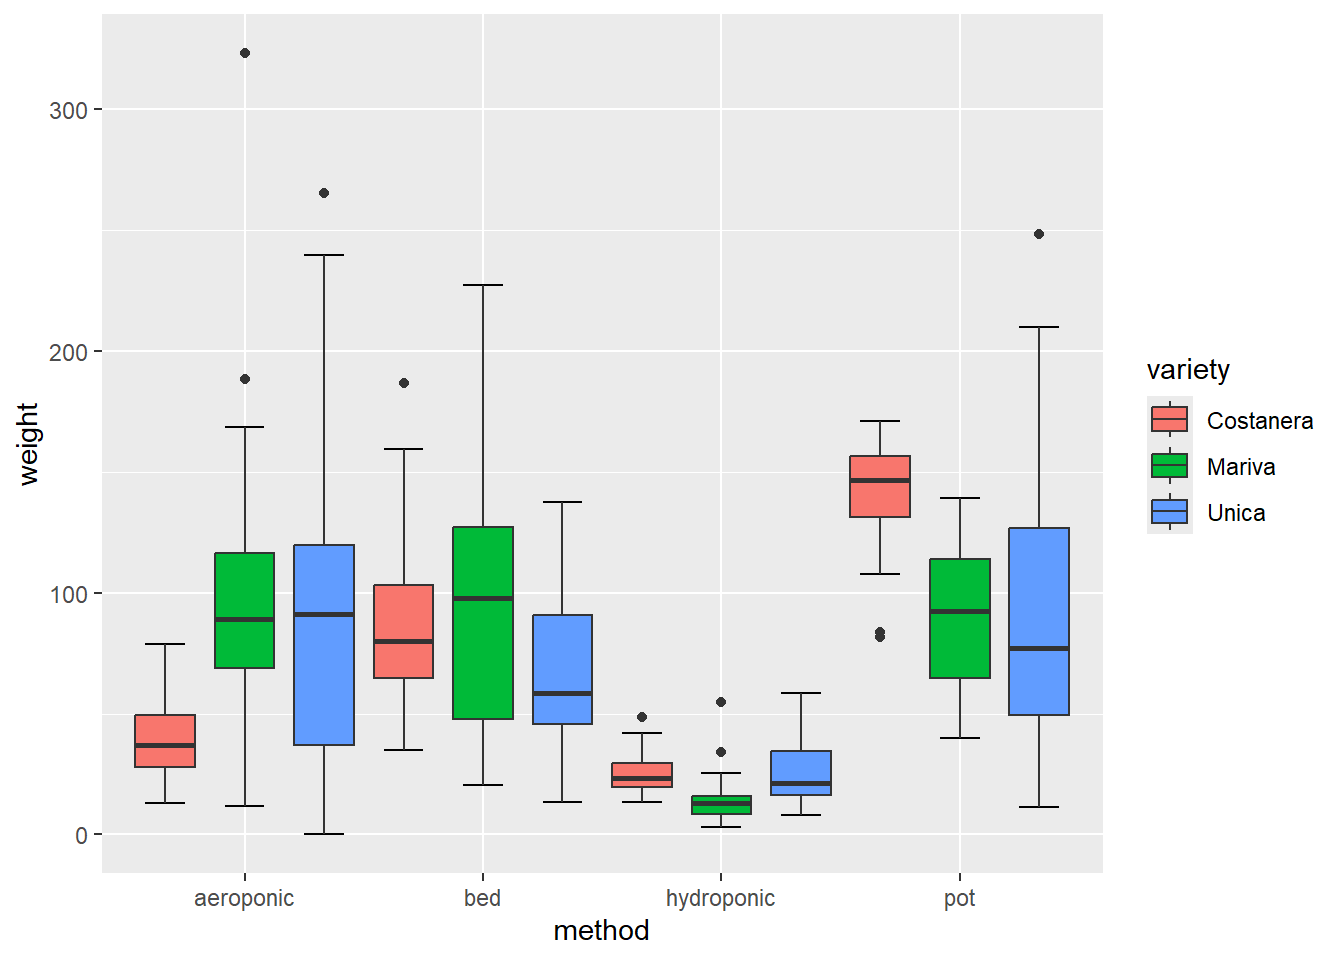 300
200
100
0
weight
aeroponic
bed
hydroponic
pot
method
variety
Costanera
Mariva
Unica